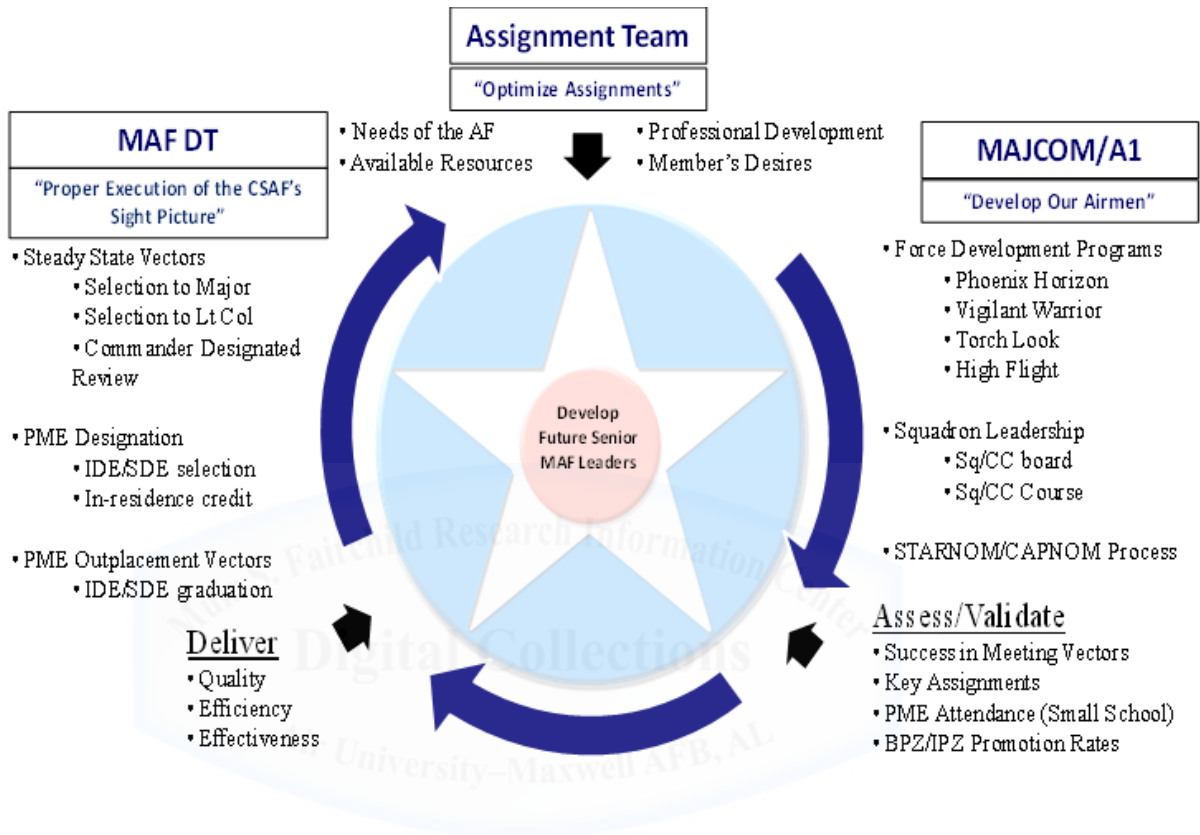 Assignment Team
“Optimize Assignments”
• Needs of the AF
• Available Resources
• Professional Development
• Member’s Desires
MAF DT
“Proper Execution of the CSAF’s
Sight Picture”
• Steady State Vectors
• Selection to Major
• Selection to Lt Col
• Commander Designated
Review
• PME Designation
• IDE/SDE selection
• In-residence credit
• PME Outplacement Vectors
• IDE/SDE graduation
MAJCOM/A1
“Develop Our Airmen”
• Force Development Programs
• Phoenix Horizon
• Vigilant Warrior
• Torch Look
• High Flight
• Squadron Leadership
• Sq/CC board
• Sq/CC Course
• STARNOM/CAPNOM Process
Develop
Future Senior
MAF Leaders
Deliver
• Quality
• Efficiency
• Effectiveness
Assess/Validate
• Success in Meeting Vectors
• Key Assignments
• PME Attendance (Small School)
• BPZ/IPZ Promotion Rates
Fairchild Research Information Center
Digital Collections
University–Maxwell AFB, AL